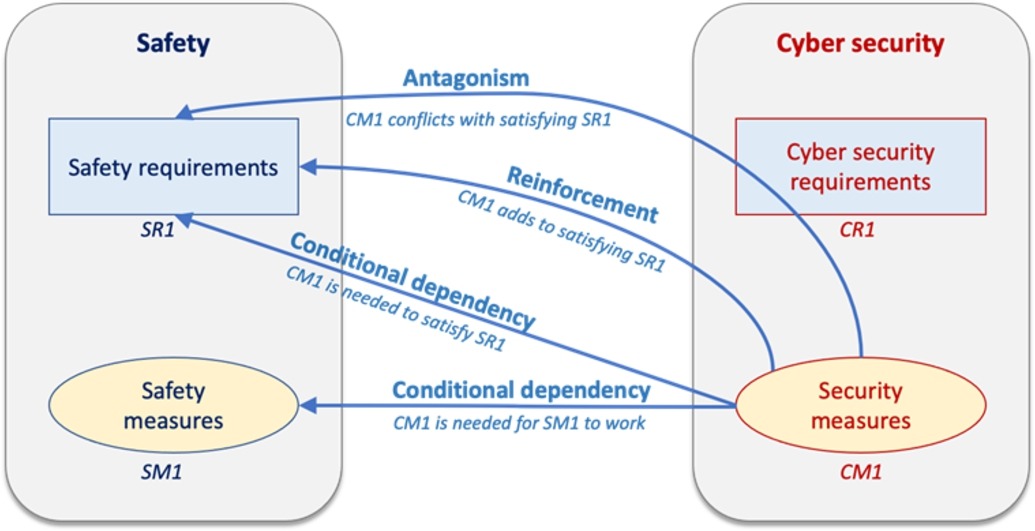 Safety
Cyber security
Antagonism
CM1 conflicts with satisfying SR1
Safety requirements
SR1
Reinforcement
CM1 adds to satisfying SR1
Cyber security
requirements
CR1
Conditional dependency
CM1 is needed to satisfy SR1
Safety
measures
SM1
Conditional dependency
CM1 is needed for SM1 to work
Security
measures
CM1